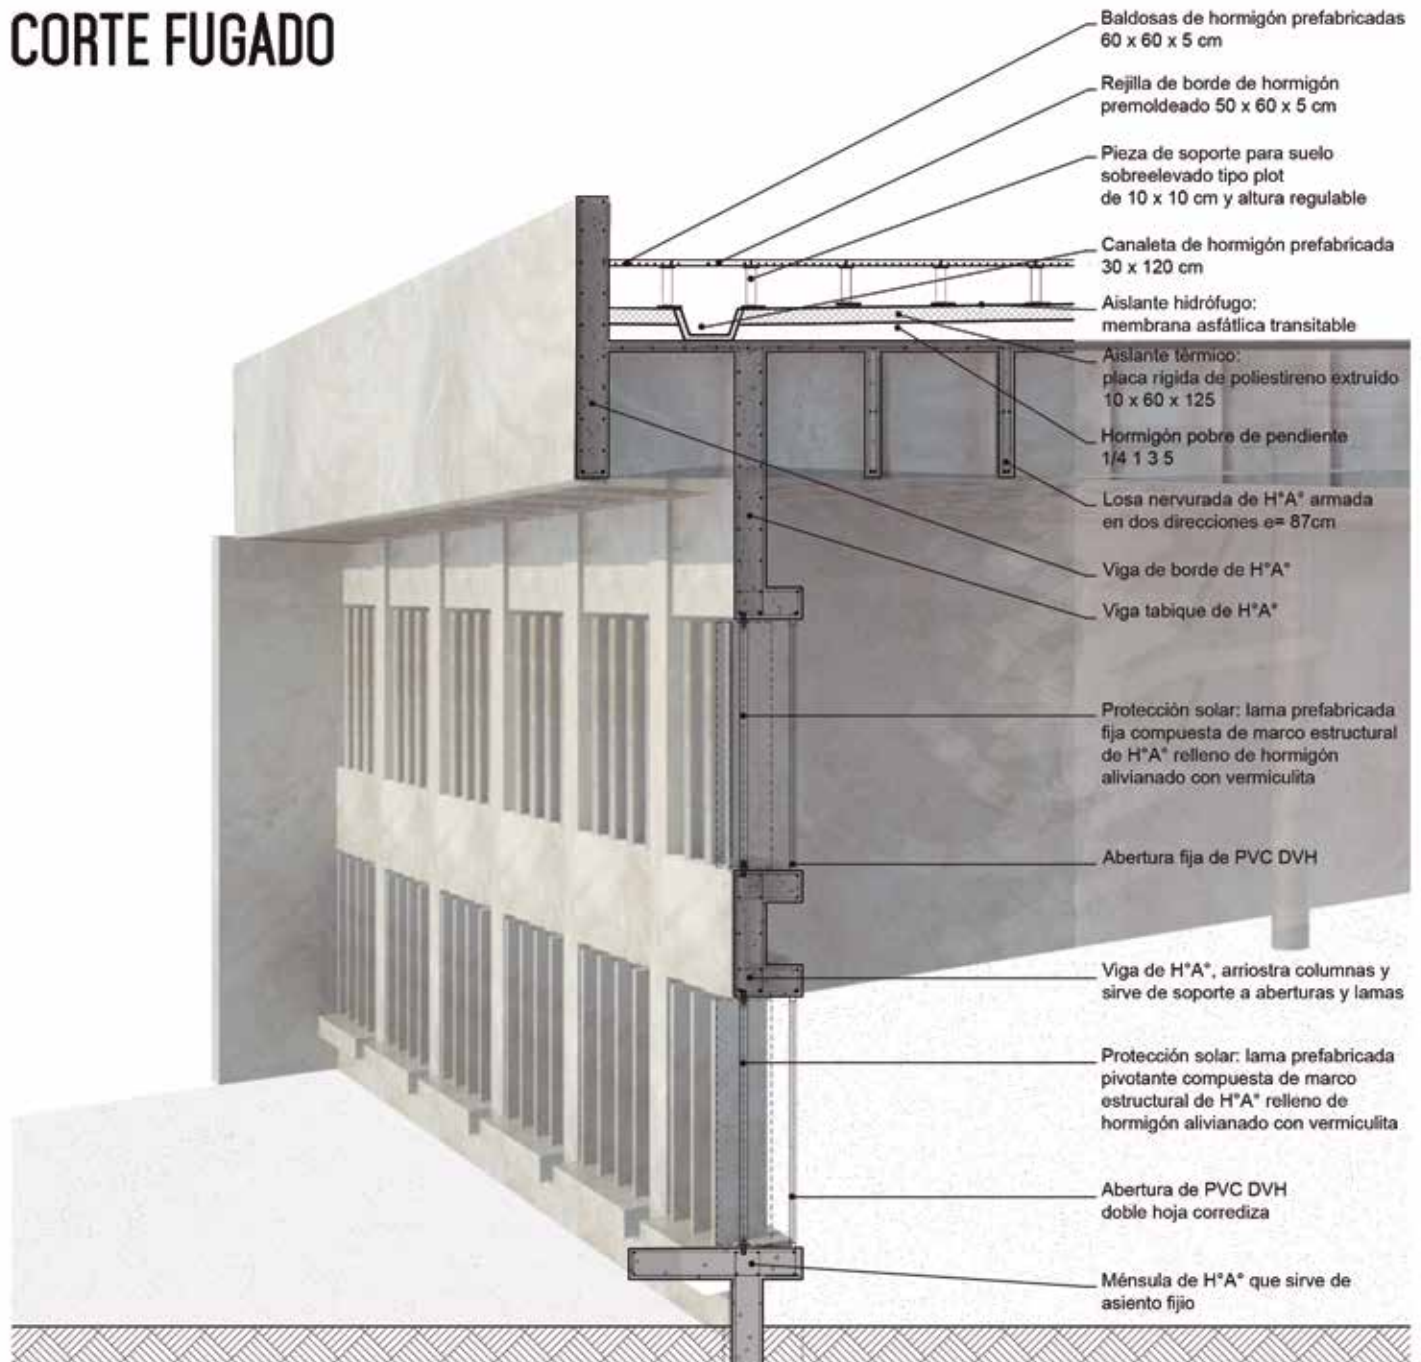 CORTE FUGADO
Baldosas de hormigón prefabricadas
60 x 60 x 5 cm
Rejilla de borde de hormigón
premoldeado 50 x 60 x 5 cm
Pieza de soporte para suelo
sobreelevado tipo plot
de 10 x 10 cm y altura regulable
Canaleta de hormigón prefabricada
30 x 120 cm
Aislante hidrófugo:
membrana asfátlica transitable
Aislante térmico:
placa rígida de poliestireno extruído
10 x 60 x 125
Hormigón pobre de pendiente
1/4 1 3 5
Losa nervurada de H°A° armada
en dos direcciones e= 87cm
Viga de borde de H°A°
Viga tabique de H°A°
Protección solar: lama prefabricada
fija compuesta de marco estructural
de H°A° relleno de hormigón
alivianado con vermiculita
Abertura fija de PVC DVH
Viga de H°A°, arriostra columnas y
sirve de soporte a aberturas y lamas
Protección solar: lama prefabricada
pivotante compuesta de marco
estructural de H°A° relleno de
hormigón alivianado con vermiculita
Abertura de PVC DVH
doble hoja corrediza
Ménsula de H°A° que sirve de
asiento fijio